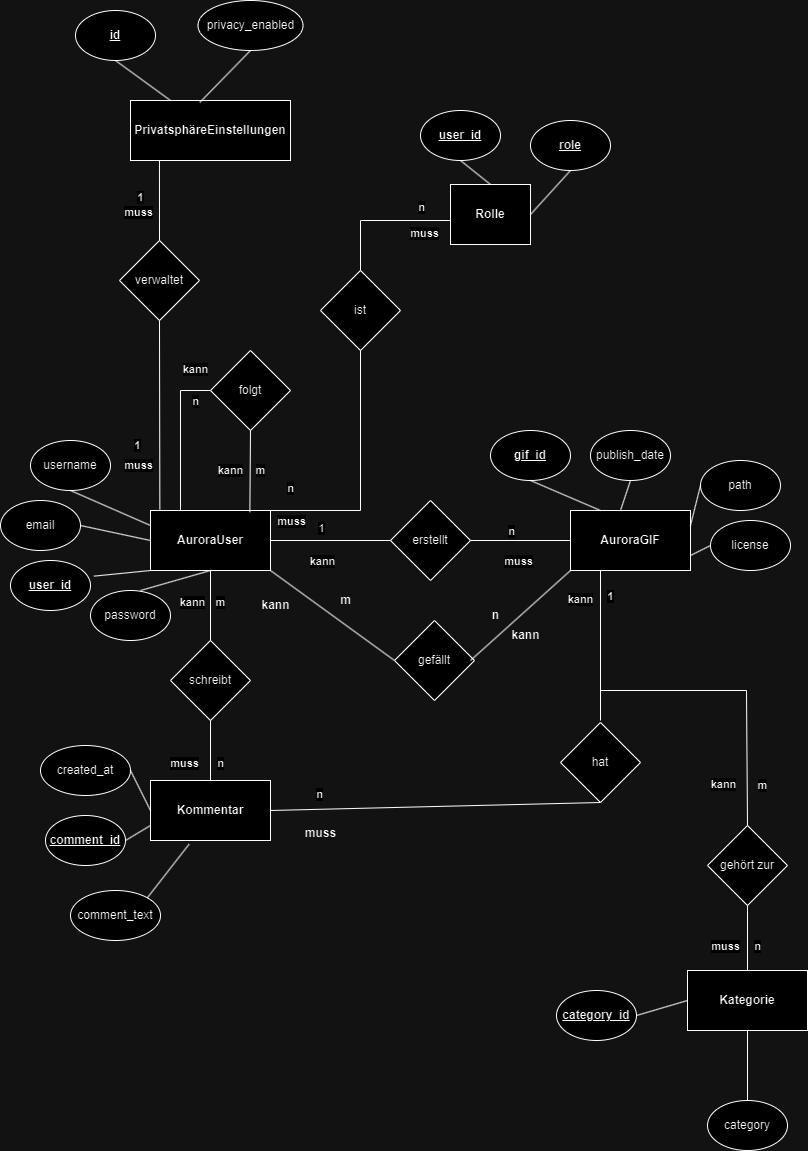 id
privacy_enabled
PrivatsphäreEinstellungen
user_id
role
Rolle
1
muss
n
muss
verwaltet
ist
kann
n
folgt
kann
m
1
muss
n
muss
username
email
user_id
password
AuroraUser
1
kann
erstellt
n
muss
gif_id
publish_date
path
license
AuroraGIF
kann
m
kann
m
n
kann
gefällt
kann
1
schreibt
muss
n
hat
created_at
Kommentar
n
muss
comment_id
comment_text
kann
m
gehört zur
muss
n
category_id
Kategorie
category